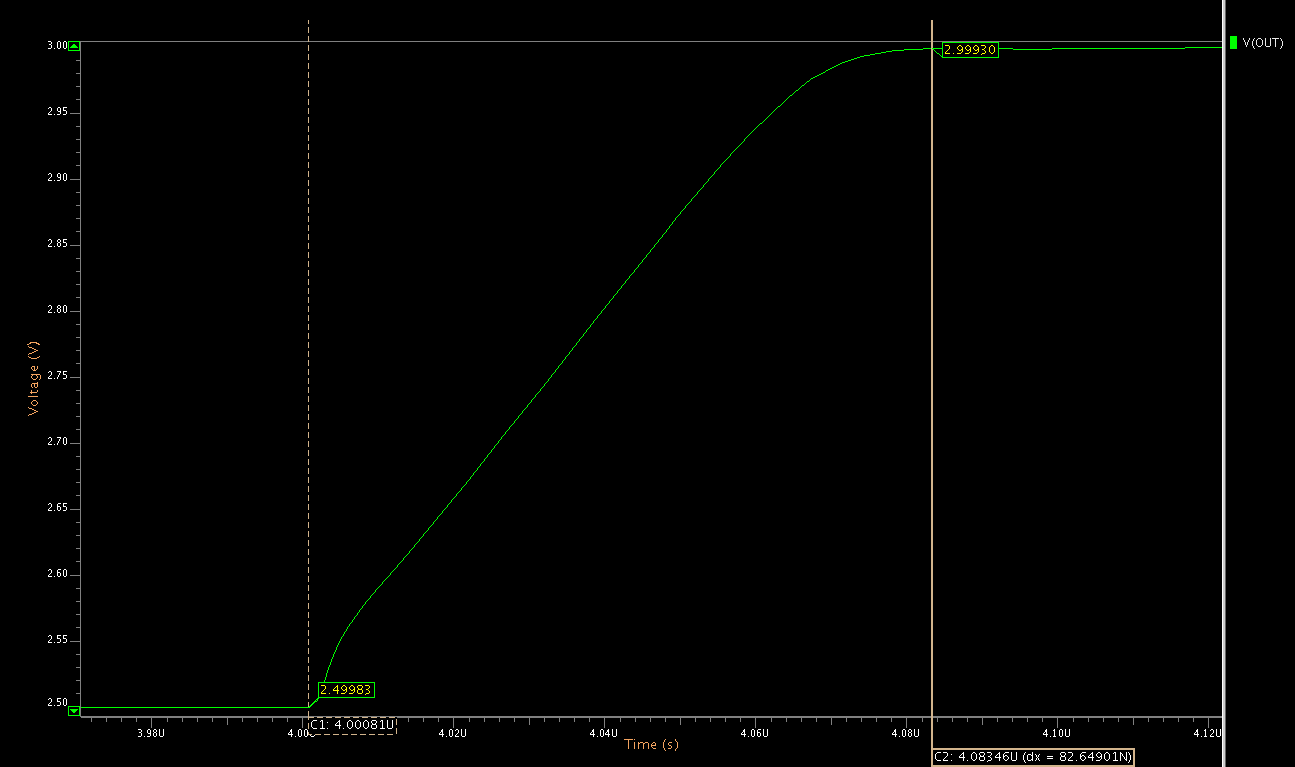 3.00
V(OUT)
2.99930
2.95
2.90
2.85
2.80
Voltage (V)
2.75
2.70
2.65
2.60
2.55
2.49983
2.50
C1: 4.00081U
3.98U
4.02U
4.04U
4.06U
4.08U
4.10U
4.12U
Time (s)
C2: 4.08346U (dx = 82.64901N)